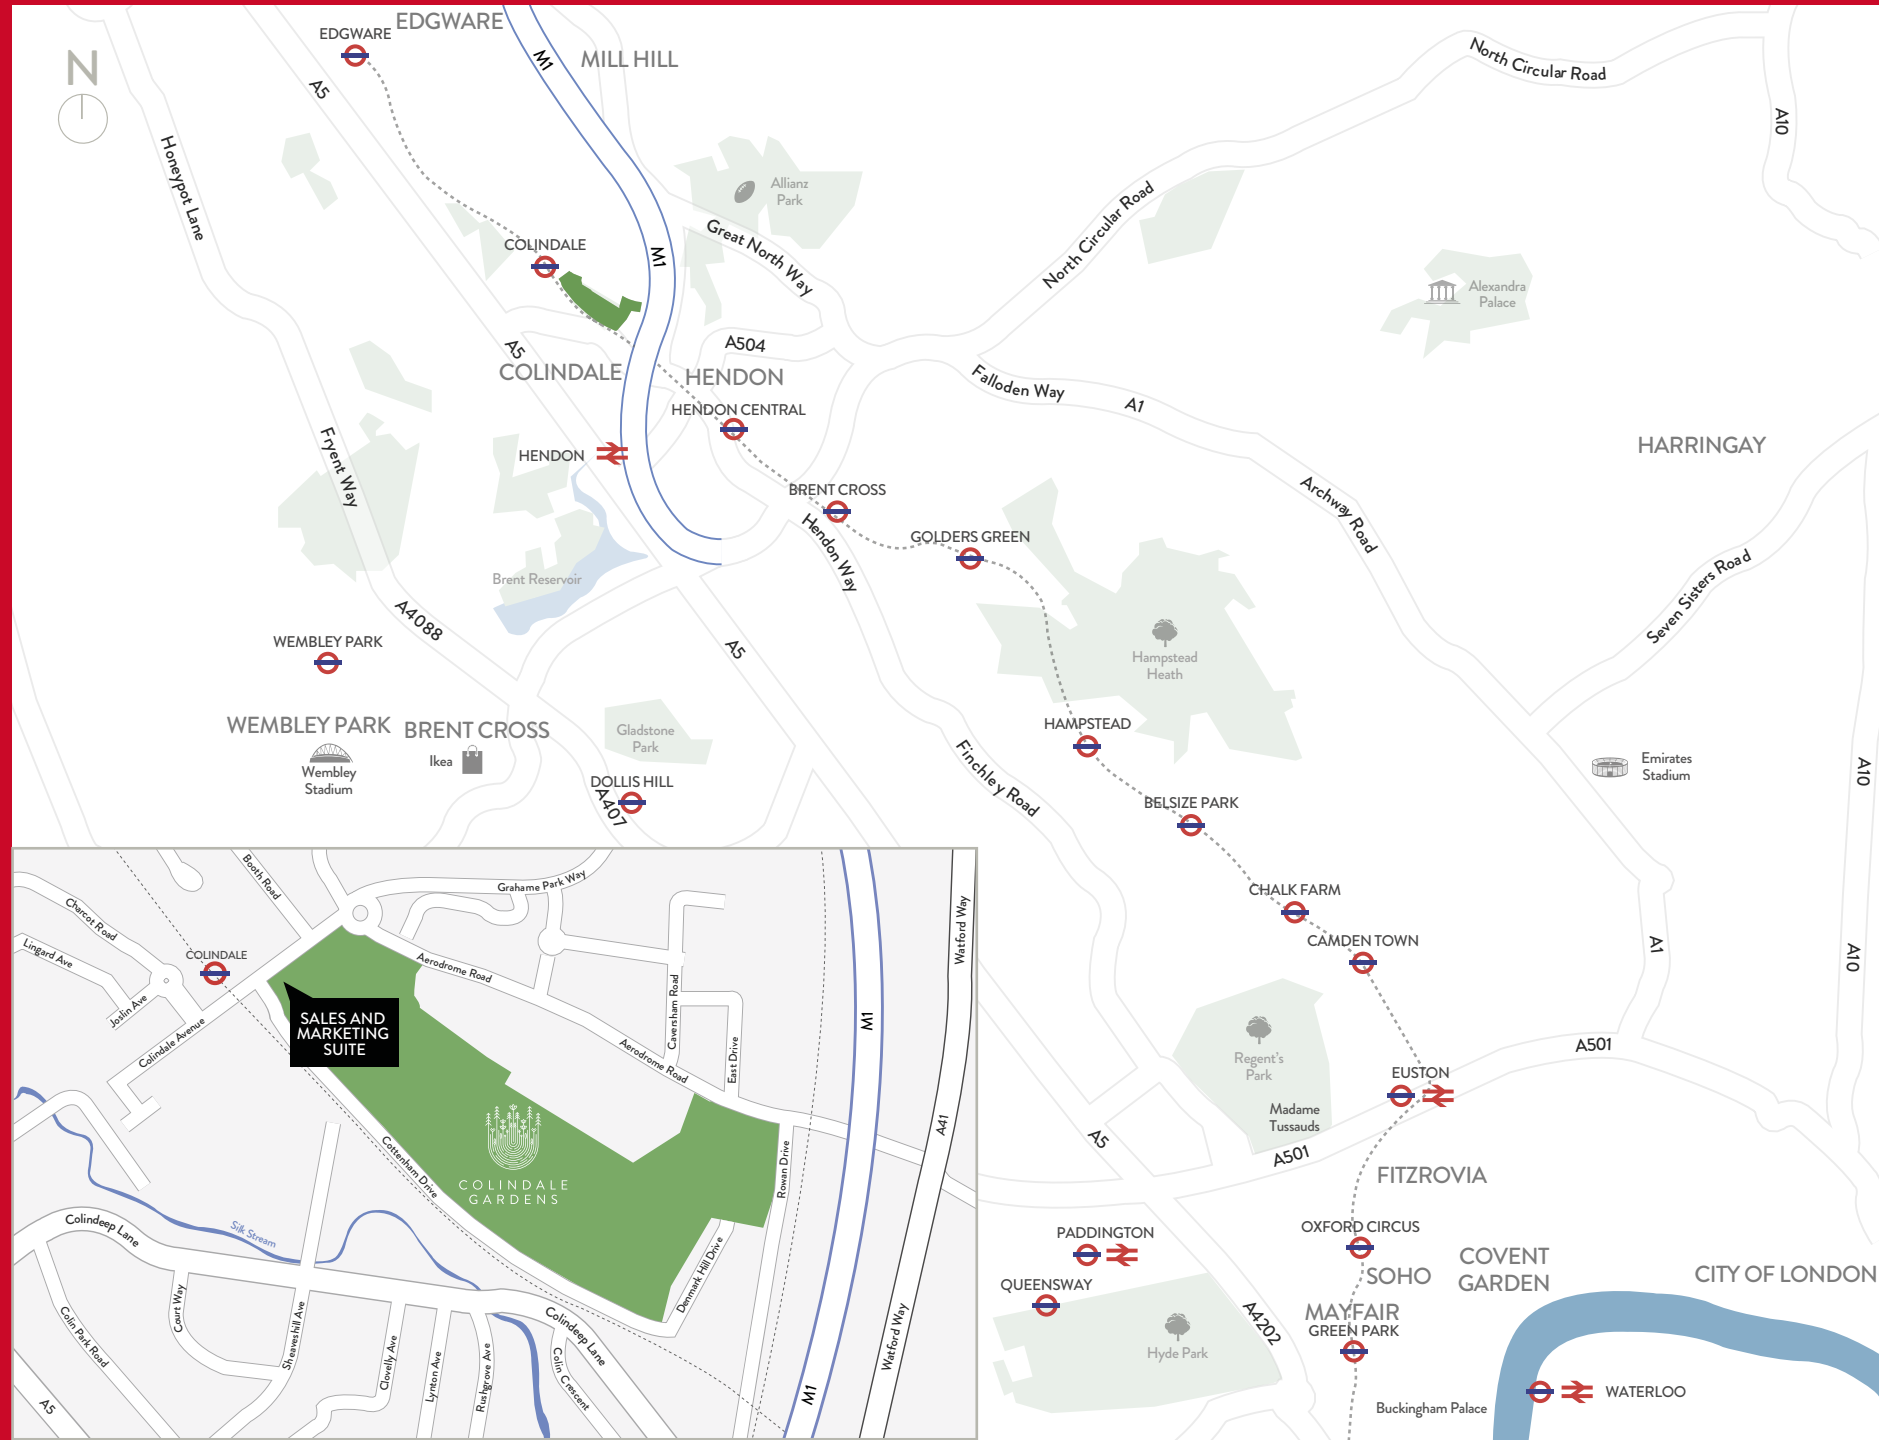 EDGWARE
EDGWARE
MILL HILL
M1
N
A5
North Circular Road
A10
Honeypot Lane
Allianz
Park
North Circular Road
Great North Way
COLINDALE
M1
Alexandra
Palace
A5
A504
COLINDALE
HENDON
Falloden Way
A1
HENDON CENTRAL
HARRINGAY
HENDON
Fryent Way
BRENT CROSS
Archway Road
Hendon Way
GOLDERS GREEN
Brent Reservoir
Seven Sisters Road
A4088
WEMBLEY PARK
A5
Hampstead
Heath
WEMBLEY PARK
BRENT CROSS
Gladstone
Park
HAMPSTEAD
Ikea
Wembley
Stadium
Finchley Road
Emirates
Stadium
A10
DOLLIS HILL
A407
BELSIZE PARK
CHALK FARM
CAMDEN TOWN
A1
A10
Regent's
Park
A501
EUSTON
Madame
Tussauds
A5
A501
FITZROVIA
PADDINGTON
OXFORD CIRCUS
QUEENSWAY
SOHO
COVENT
GARDEN
CITY OF LONDON
MAYFAIR
GREEN PARK
A4202
Hyde Park
Buckingham Palace
WATERLOO
Booth Road
Grahame Park Way
Charcot Road
Lingard Ave
COLINDALE
Aerodrome Road
Watford Way
Joslin Ave
Colindale Avenue
SALES AND
MARKETING
SUITE
Caversham Road
East Drive
Aerodrome Road
M1
A41
Cottenham Drive
COLINDALE
GARDENS
Rowan Drive
Colindeep Lane
Silk Stream
Denmark Hill Drive
Colin Park Road
Court Way
Sheaveshill Ave
Clovelly Ave
Lynton Ave
Rushgrove Ave
Colindeep Lane
Colin Crescent
Watford Way
A5
M1